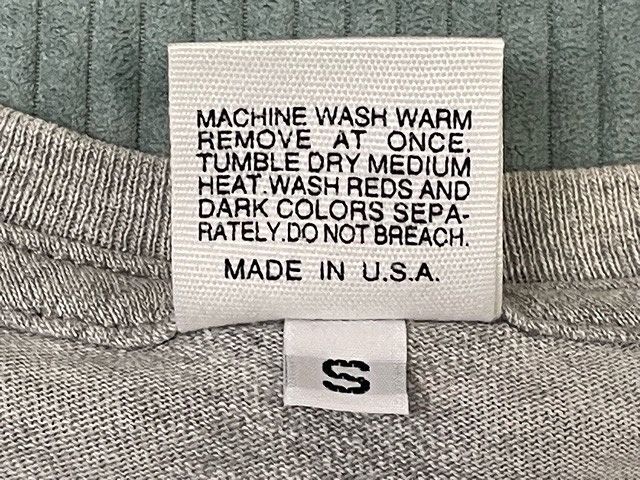 MACHINE WASH WARM
REMOVE AT ONCE.
TUMBLE DRY MEDIUM
HEAT.WASH REDS AND
DARK COLORS SEPA-
RATELY.DO NOT BREACH.
MADE IN U.S.A.
S